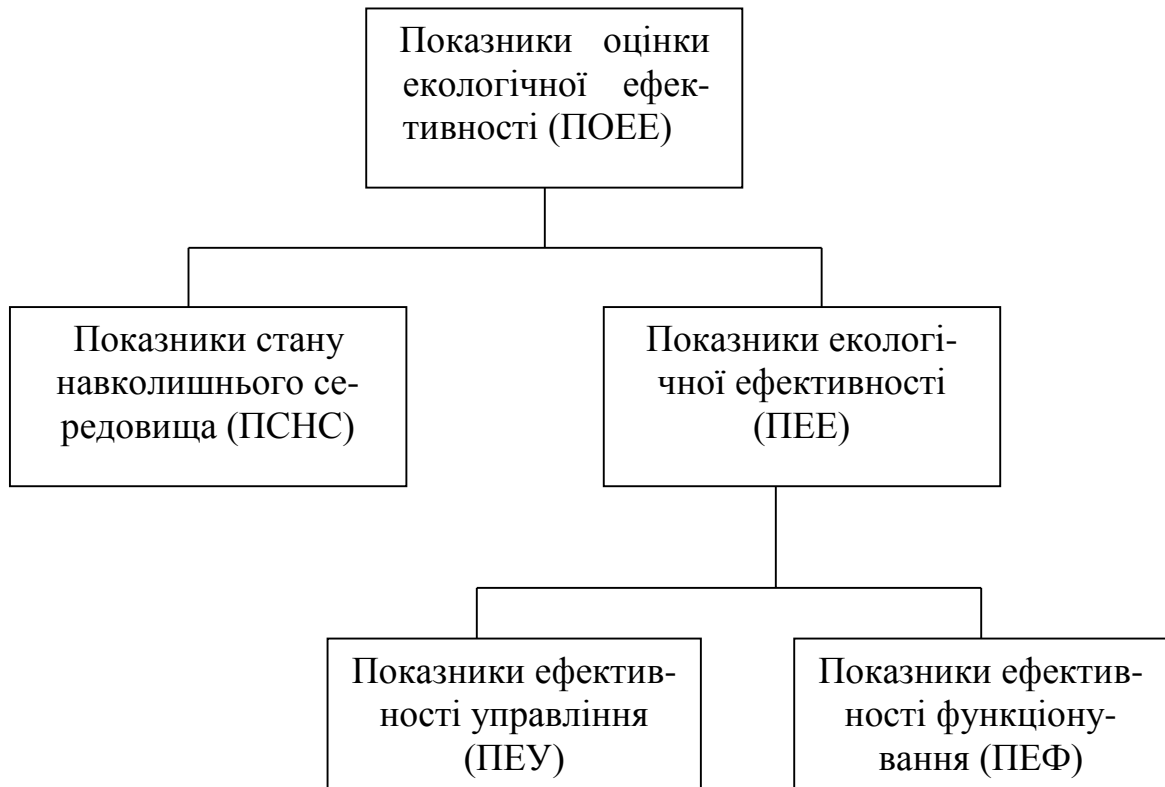 Показники оцінки
екологічної ефек-
тивності (ПОЕЕ)
Показники стану
навколишнього се-
редовища (ПСНС)
Показники екологі-
чної ефективності
(ПЕЕ)
Показники ефектив-
ності управління
(ПЕУ)
Показники ефектив-
ності функціону-
вання (ПЕФ)